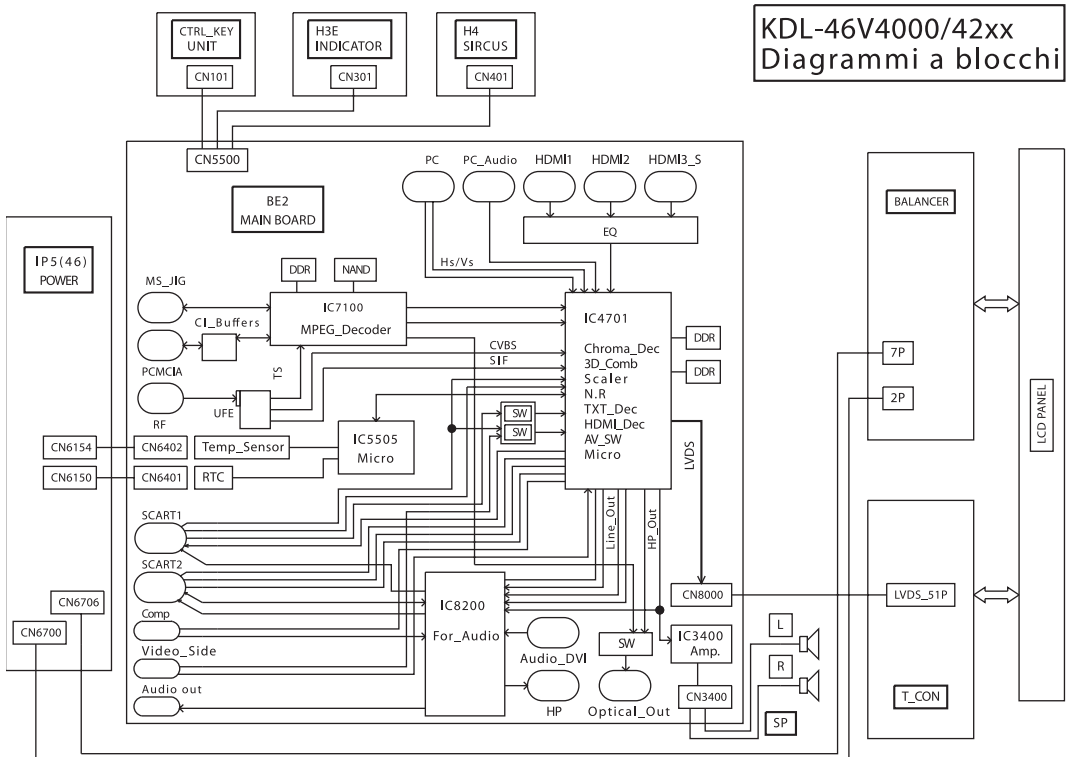 KDL-46V4000/42xx
Diagrammi a blocchi
CTRL_KEY
UNIT
CN101
H3E
INDICATOR
CN301
H4
SIRCUS
CN401
CN5500
BE2
MAIN BOARD
PC
PC_Audio
HDMI1
HDMI2
HDMI3_S
EQ
Hs/Vs
BALANCER
7P
2P
LCD PANEL
IP5(46)
POWER
MS_JIG
PCMCIA
RF
CI_Buffers
UFE
TS
DDR
NAND
IC7100
MPEG_Decoder
CVBS
SIF
IC4701
Chroma_Dec
3D_Comb
Scaler
N.R
TXT_Dec
HDMI_Dec
AV_SW
Micro
DDR
DDR
SW
SW
LVDS
CN6154
CN6402
Temp_Sensor
IC5505
Micro
CN6150
CN6401
RTC
SCART1
SCART2
Comp
Video_Side
Audio out
Line_Out
HP_Out
CN6706
CN6700
IC8200
For_Audio
Audio_DVI
HP
SW
Optical_Out
CN8000
IC3400
Amp.
CN3400
L
R
SP
LVDS_51P
T_CON